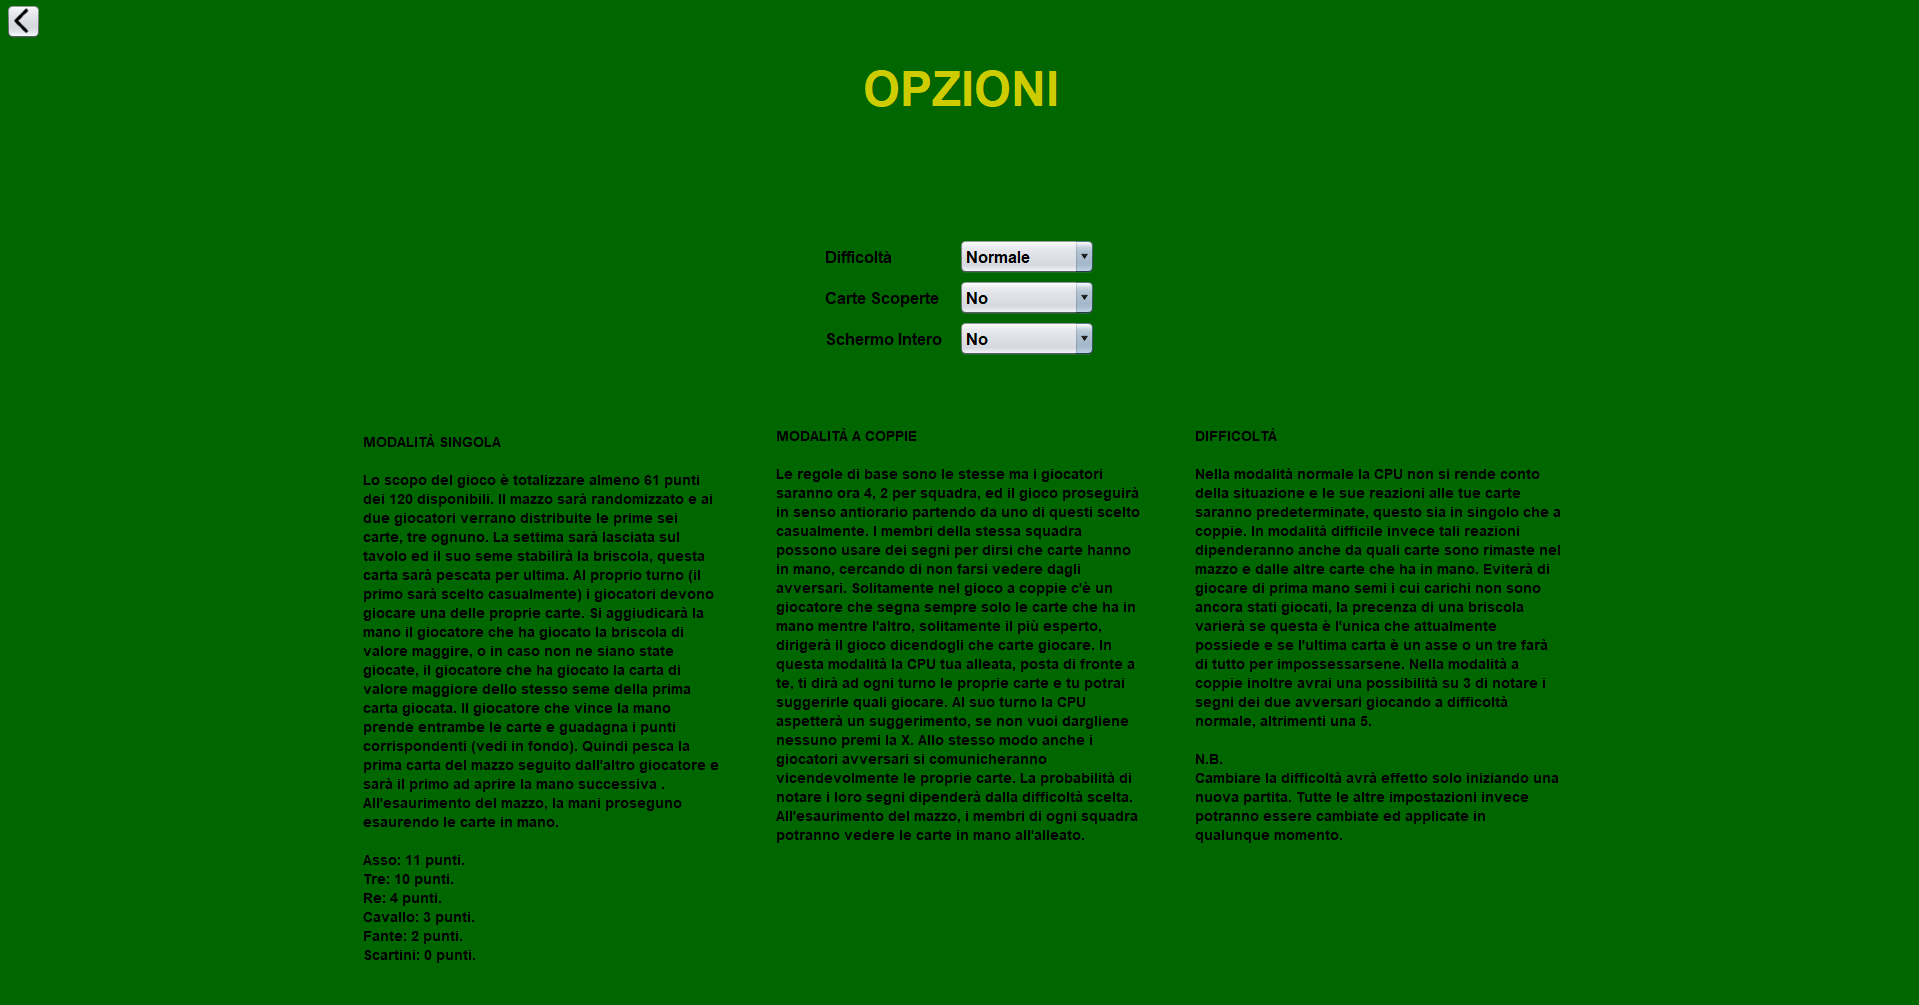 OPZIONI
Difficoltà
Normale
Carte Scoperte
No
Schermo Intero
No
MODALITÀ SINGOLA
Lo scopo del gioco è totalizzare almeno 61 punti
dei 120 disponibili. Il mazzo sarà randomizzato e ai
due giocatori verrano distribuite le prime sei
carte, tre ognuno. La settima sarà lasciata sul
tavolo ed il suo seme stabilirà la briscola, questa
carta sarà pescata per ultima. Al proprio turno (il
primo sarà scelto casualmente) i giocatori devono
giocare una delle proprie carte. Si aggiudicarà la
mano il giocatore che ha giocato la briscola di
valore maggire, o in caso non ne siano state
giocate, il giocatore che ha giocato la carta di
valore maggiore dello stesso seme della prima
carta giocata. Il giocatore che vince la mano
prende entrambe le carte e guadagna i punti
corrispondenti (vedi in fondo). Quindi pesca la
prima carta del mazzo seguito dall'altro giocatore e
sarà il primo ad aprire la mano successiva .
All'esaurimento del mazzo, la mani proseguno
esaurendo le carte in mano.
Asso: 11 punti.
Tre: 10 punti.
Re: 4 punti.
Cavallo: 3 punti.
Fante: 2 punti.
Scartini: 0 punti.
MODALITÀ A COPPIE
Le regole di base sono le stesse ma i giocatori
saranno ora 4, 2 per squadra, ed il gioco proseguirà
in senso antiorario partendo da uno di questi scelto
casualmente. I membri della stessa squadra
possono usare dei segni per dirsi che carte hanno
in mano, cercando di non farsi vedere dagli
avversari. Solitamente nel gioco a coppie c'è un
giocatore che segna sempre solo le carte che ha in
mano mentre l'altro, solitamente il più esperto,
dirigerà il gioco dicendogli che carte giocare. In
questa modalità la CPU tua alleata, posta di fronte a
te, ti dirà ad ogni turno le proprie carte e tu potrai
suggerirle quali giocare. Al suo turno la CPU
aspetterà un suggerimento, se non vuoi dargliene
nessuno premi la X. Allo stesso modo anche i
giocatori avversari si comunicheranno
vicendevolmente le proprie carte. La probabilità di
notare i loro segni dipenderà dalla difficoltà scelta.
All'esaurimento del mazzo, i membri di ogni squadra
potranno vedere le carte in mano all'alleato.
DIFFICOLTÀ
Nella modalità normale la CPU non si rende conto
della situazione e le sue reazioni alle tue carte
saranno predeterminate, questo sia in singolo che a
coppie. In modalità difficile invece tali reazioni
dipenderanno anche da quali carte sono rimaste nel
mazzo e dalle altre carte che ha in mano. Eviterà di
giocare di prima mano semi i cui carichi non sono
ancora stati giocati, la precenza di una briscola
varierà se questa è l'unica che attualmente
possiede e se l'ultima carta è un asse o un tre farà
di tutto per impossessarsene. Nella modalità a
coppie inoltre avrai una possibilità su 3 di notare i
segni dei due avversari giocando a difficoltà
normale, altrimenti una 5.
N.B.
Cambiare la difficoltà avrà effetto solo iniziando una
nuova partita. Tutte le altre impostazioni invece
potranno essere cambiate ed applicate in
qualunque momento.